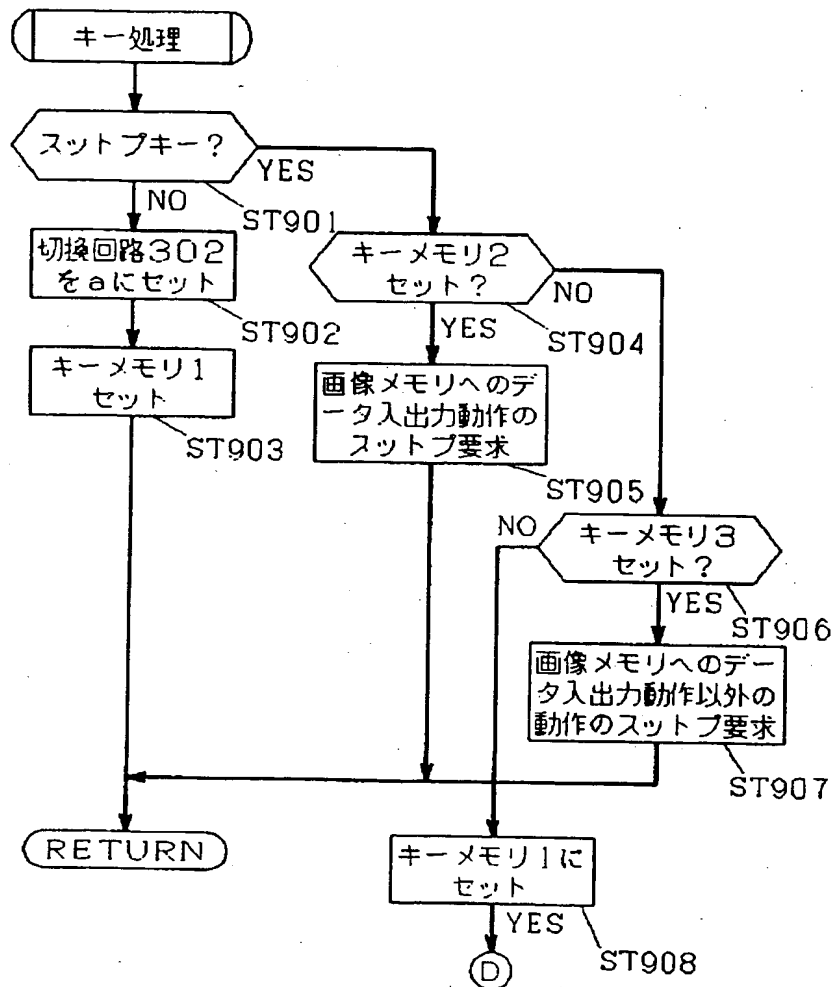 キー処理
スットプキー?
YES
NO
ST901
切換回路302
をaにセット
ST902
キーメモリ1
セット
ST903
キーメモリ2
セット?
NO
YES
ST904
画像メモリへのデ
ータ入出力動作の
スットプ要求
ST905
NO
キーメモリ3
セット?
YES
ST906
画像メモリへのデー
タ入出力動作以外の
動作のスットプ要求
ST907
RETURN
キーメモリ1に
セット
YES
ST908
D